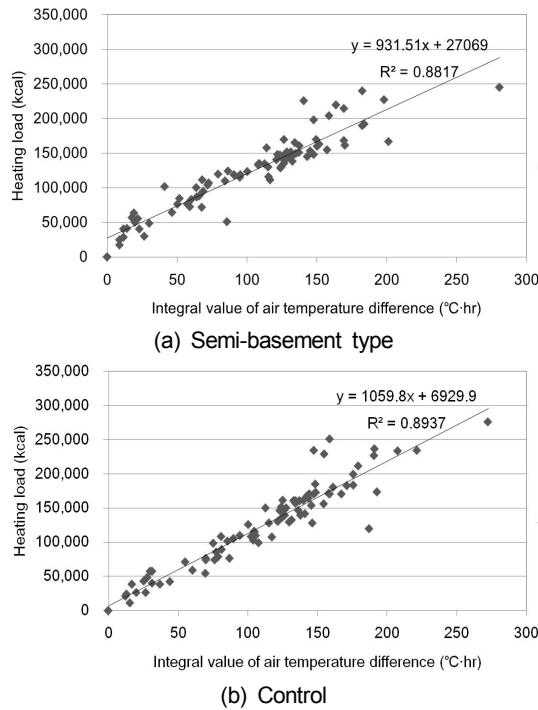 350,000
300,000
250,000
200,000
150,000
100,000
50,000
0
Heating load (kcal)
y = 931.51x + 27069
R² = 0.8817
0 50 100 150 200 250 300
Integral value of air temperature difference (°C·hr)
(a) Semi-basement type
350,000
300,000
250,000
200,000
150,000
100,000
50,000
0
Heating load (kcal)
y = 1059.8x + 6929.9
R² = 0.8937
0 50 100 150 200 250 300
Integral value of air temperature difference (°C·hr)
(b) Control